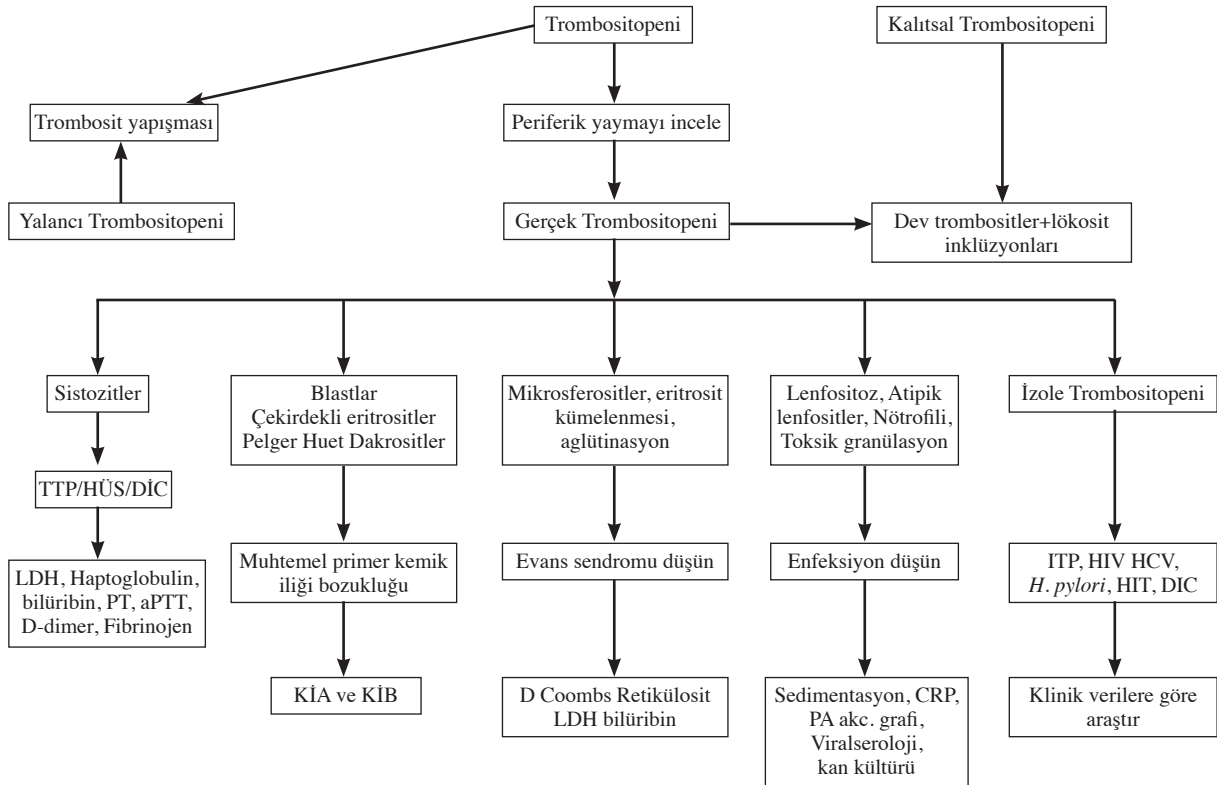 Trombositopeni
Kalıtsal Trombositopeni
Trombosit yapışması
Periferik yaymayı incele
Yalancı Trombositopeni
Gerçek Trombositopeni
Dev trombositler+lökosit
inklüzyonları
Sistozitler
Blastlar
Çekirdekli eritrositler
Pelger Huet Dakrositler
Mikrosferositler, eritrosit
kümelenmesi,
aglütinasyon
Lenfositoz, Atipik
lenfositler, Nötrofili,
Toksik granülasyon
İzole Trombositopeni
TTP/HÜS/DİC
Muhtemel primer kemik
iliği bozukluğu
Evans sendromu düşün
Enfeksiyon düşün
ITP, HIV HCV,
H. pylori, HIT, DIC
LDH, Haptoglobulin,
bilüribin, PT, aPTT,
D-dimer, Fibrinojen
KİA ve KİB
D Coombs Retikülosit
LDH bilüribin
Sedimentasyon, CRP,
PA akc. grafi,
Viralseroloji,
kan kültürü
Klinik verilere göre
araştır